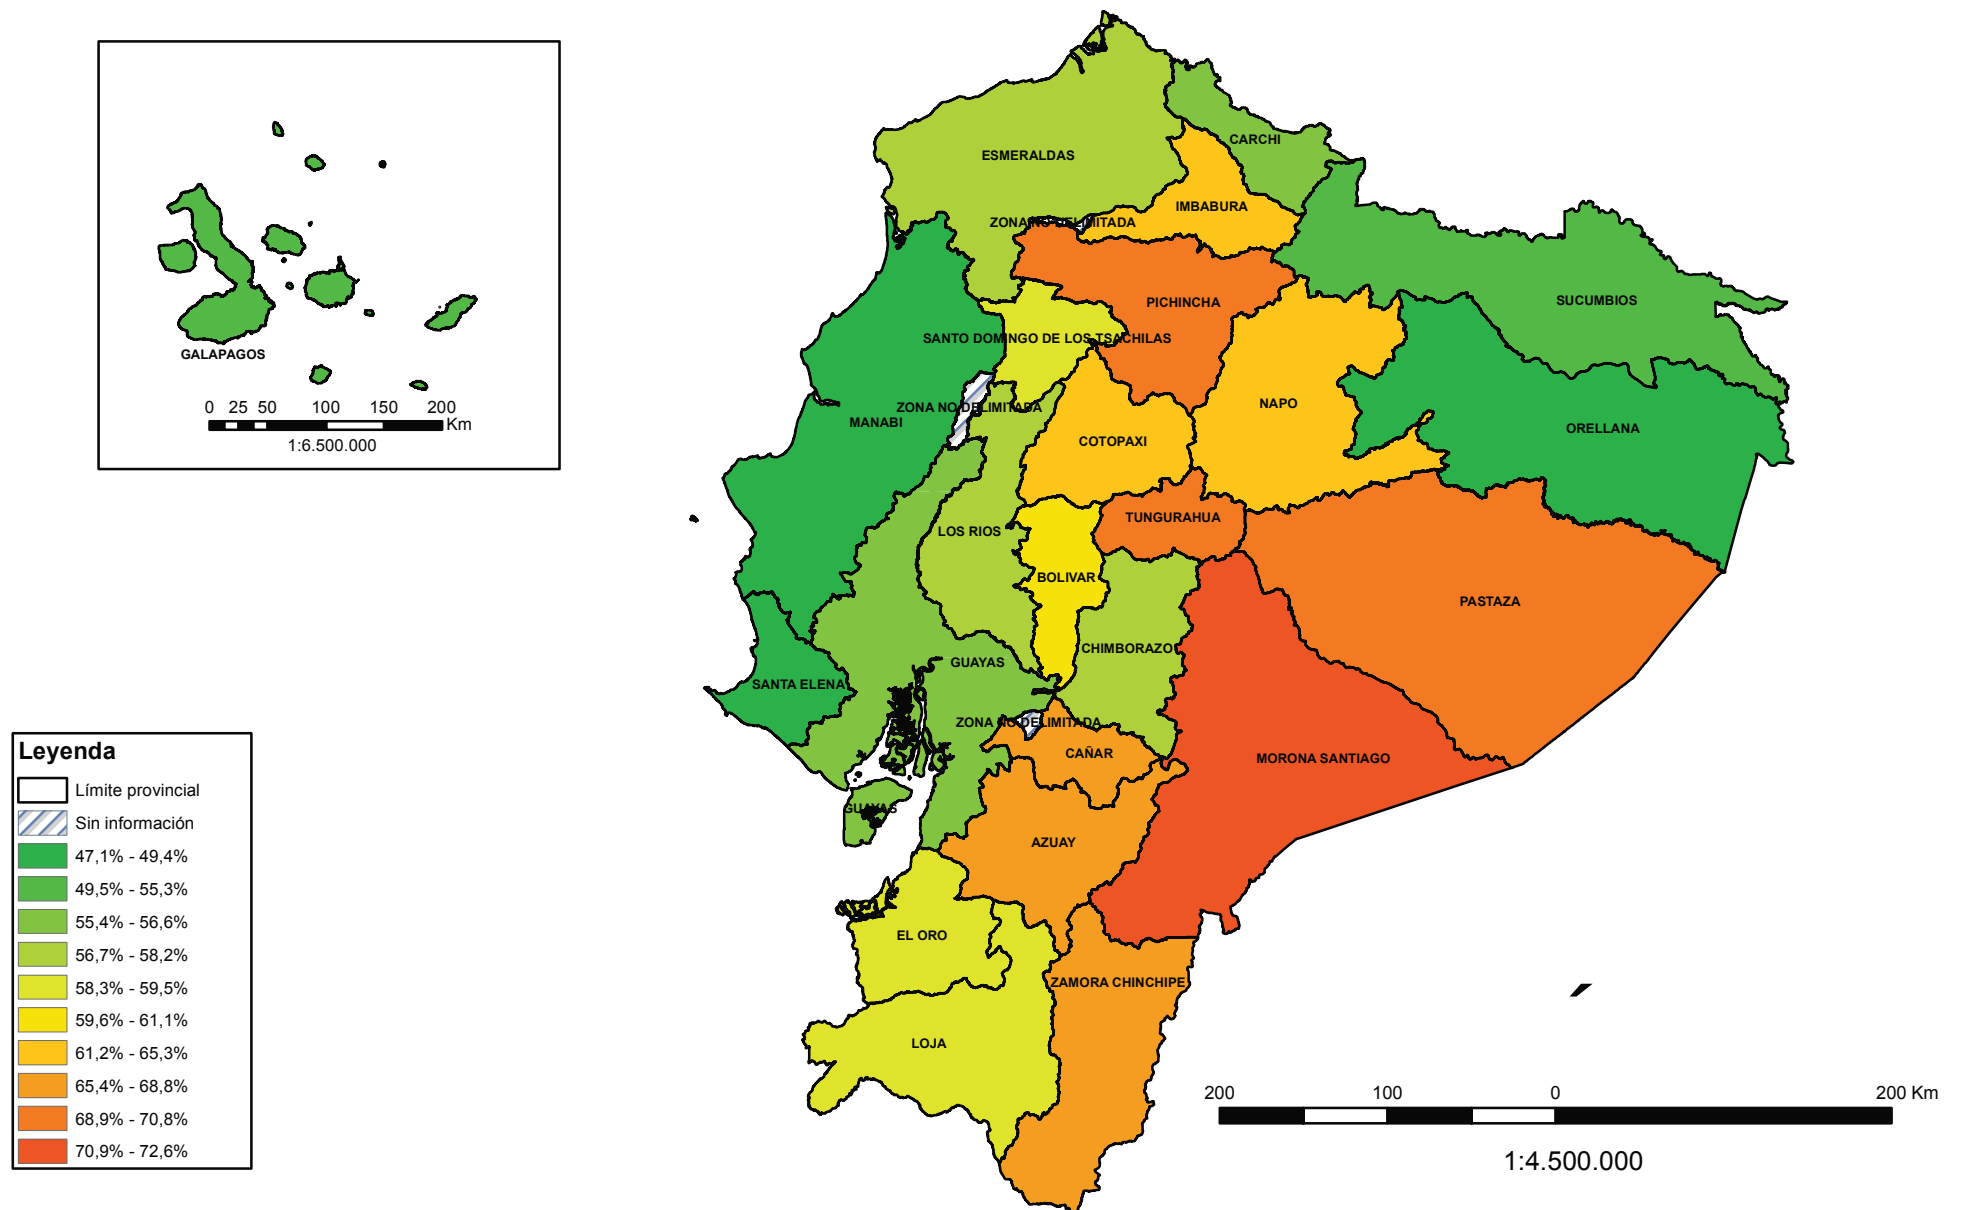 ESMERALDAS
CARCHI
IMBABURA
ZONA NO DELIMITADA
PICHINCHA
SUCUMBIOS
SANTO DOMINGO DE LOS TSACHILAS
GALAPAGOS
0 25 50 100 150 200 Km
1:6.500.000
ZONA NO DELIMITADA
MANABI
NAPO
ORELLANA
COTOPAXI
TUNGURAHUA
LOS RIOS
BOLIVAR
PASTAZA
CHIMBORAZO
GUAYAS
SANTA ELENA
ZONA NO DELIMITADA
CAÑAR
MORONA SANTIAGO
GUAYAS
AZUAY
EL ORO
ZAMORA CHINCHIPE
LOJA
Leyenda
Límite provincial
Sin información
47,1% - 49,4%
49,5% - 55,3%
55,4% - 56,6%
56,7% - 58,2%
58,3% - 59,5%
59,6% - 61,1%
61,2% - 65,3%
65,4% - 68,8%
68,9% - 70,8%
70,9% - 72,6%
200 100 0 200 Km
1:4.500.000